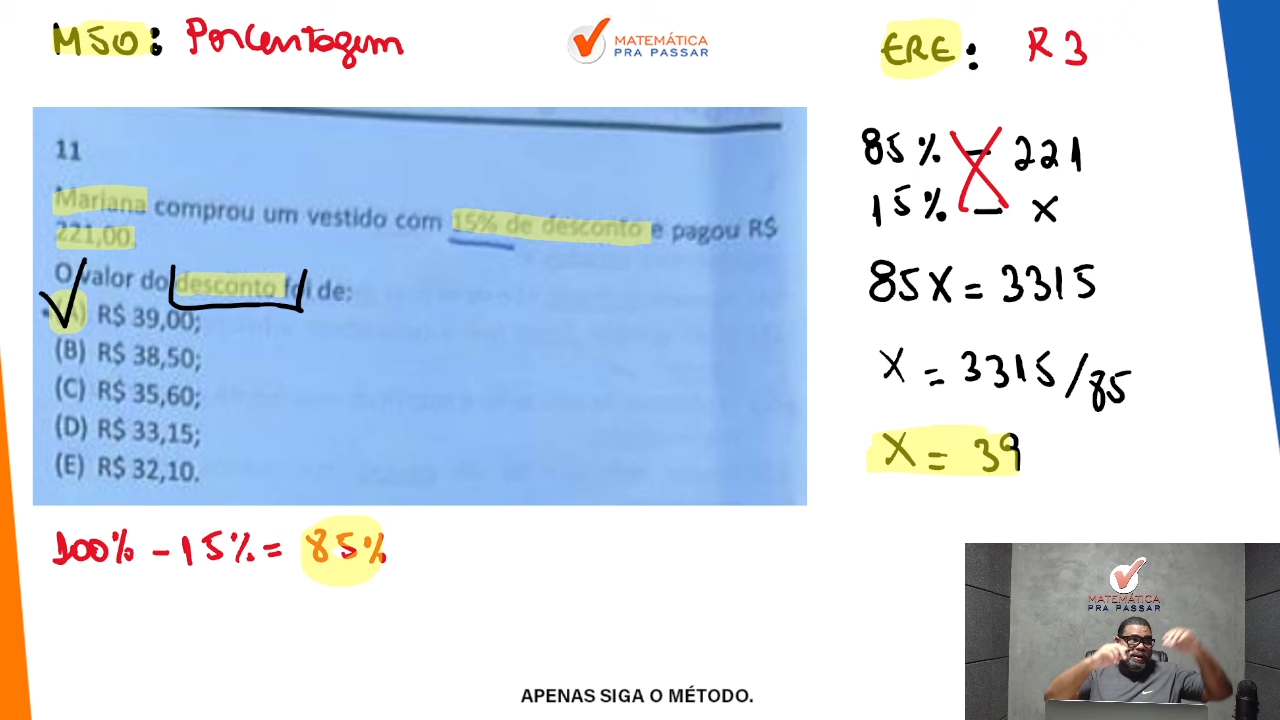 MSO: Porcentagem
MATEMÁTICA
PRA PASSAR
ERE: R3
11
Mariana comprou um vestido com 15% de desconto e pagou R$
221,00.
O valor do desconto foi de:
(A) R$ 39,00;
(B) R$ 38,50;
(C) R$ 35,60;
(D) R$ 33,15;
(E) R$ 32,10.
100% - 15% = 85%
85% - 221
15% - x
85x = 3315
x = 3315/85
x = 39
MATEMÁTICA
PRA PASSAR
APENAS SIGA O MÉTODO.